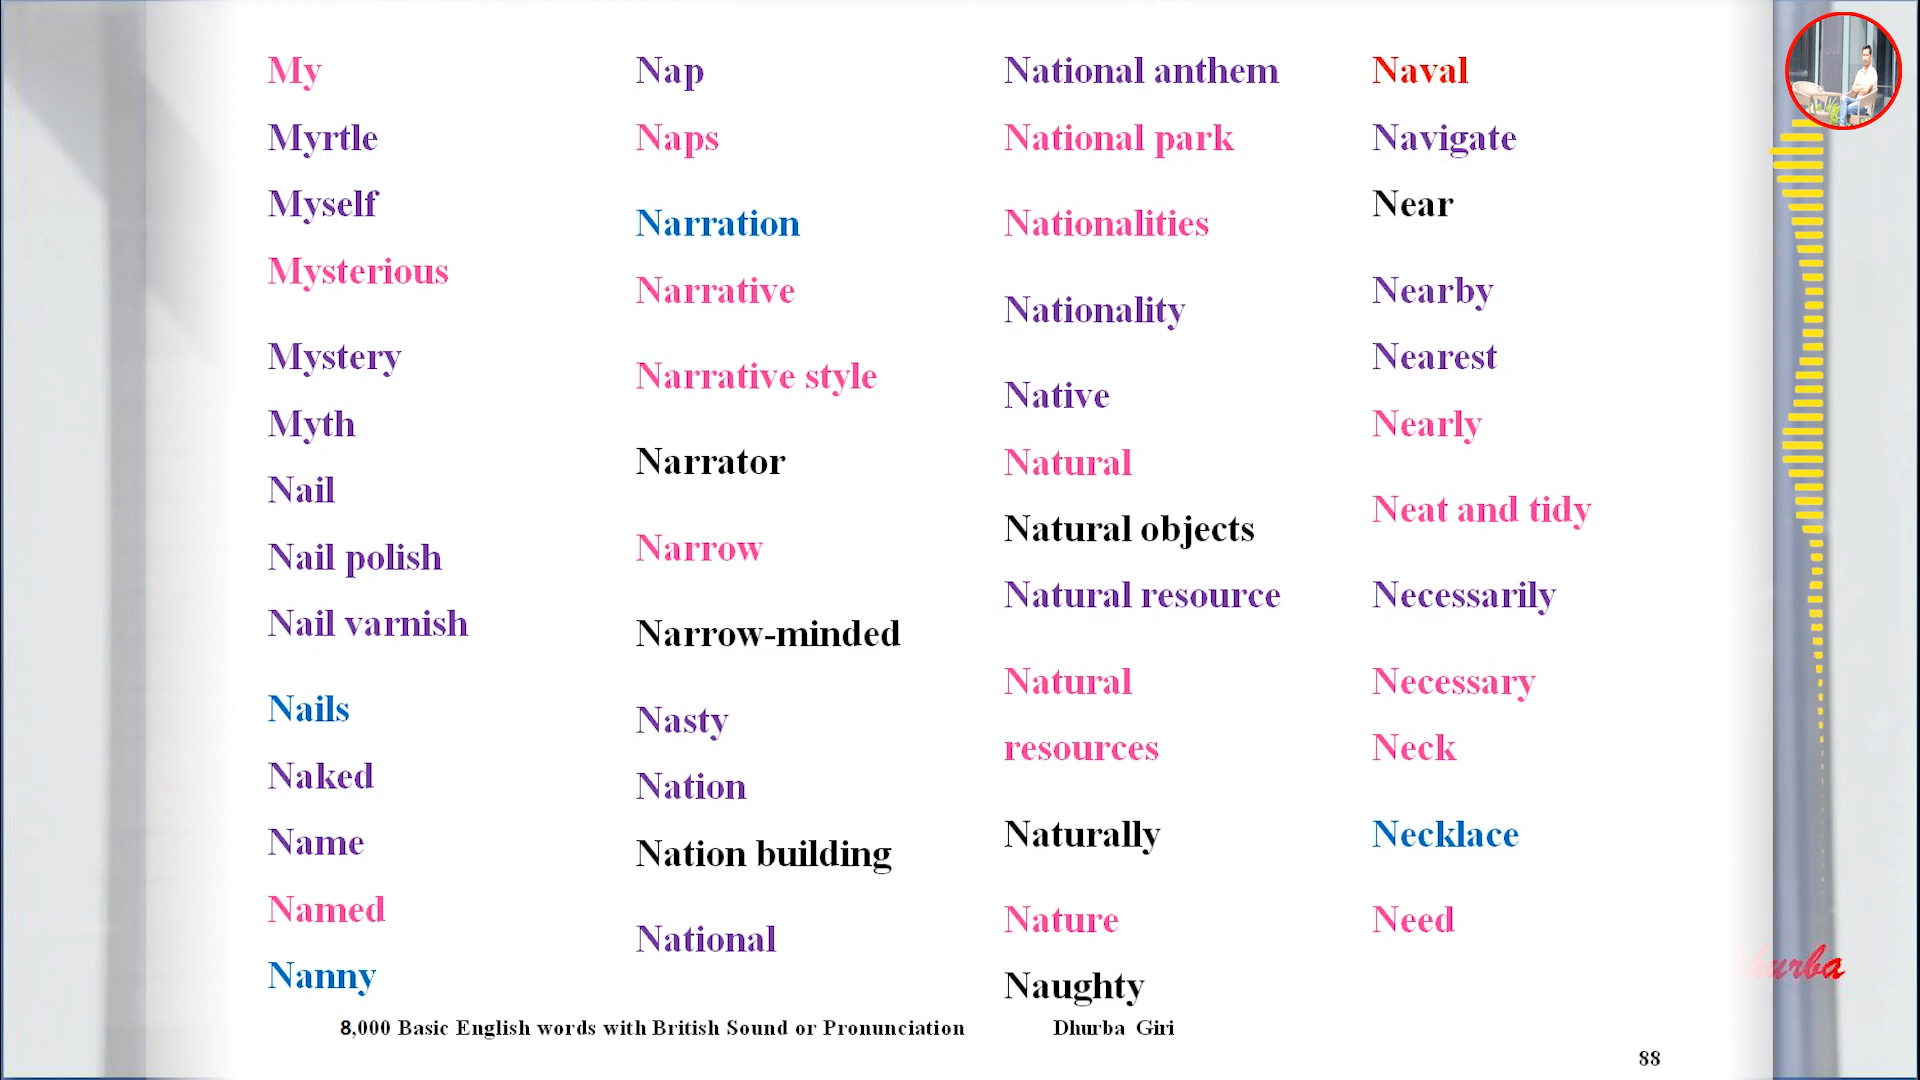 My
Myrtle
Myself
Mysterious
Mystery
Myth
Nail
Nail polish
Nail varnish
Nails
Naked
Name
Named
Nanny
Nap
Naps
Narration
Narrative
Narrative style
Narrator
Narrow
Narrow-minded
Nasty
Nation
Nation building
National
National anthem
National park
Nationalities
Nationality
Native
Natural
Natural objects
Natural resource
Natural
resources
Naturally
Nature
Naughty
Naval
Navigate
Near
Nearby
Nearest
Nearly
Neat and tidy
Necessarily
Necessary
Neck
Necklace
Need
8,000 Basic English words with British Sound or Pronunciation Dhurba Giri
88